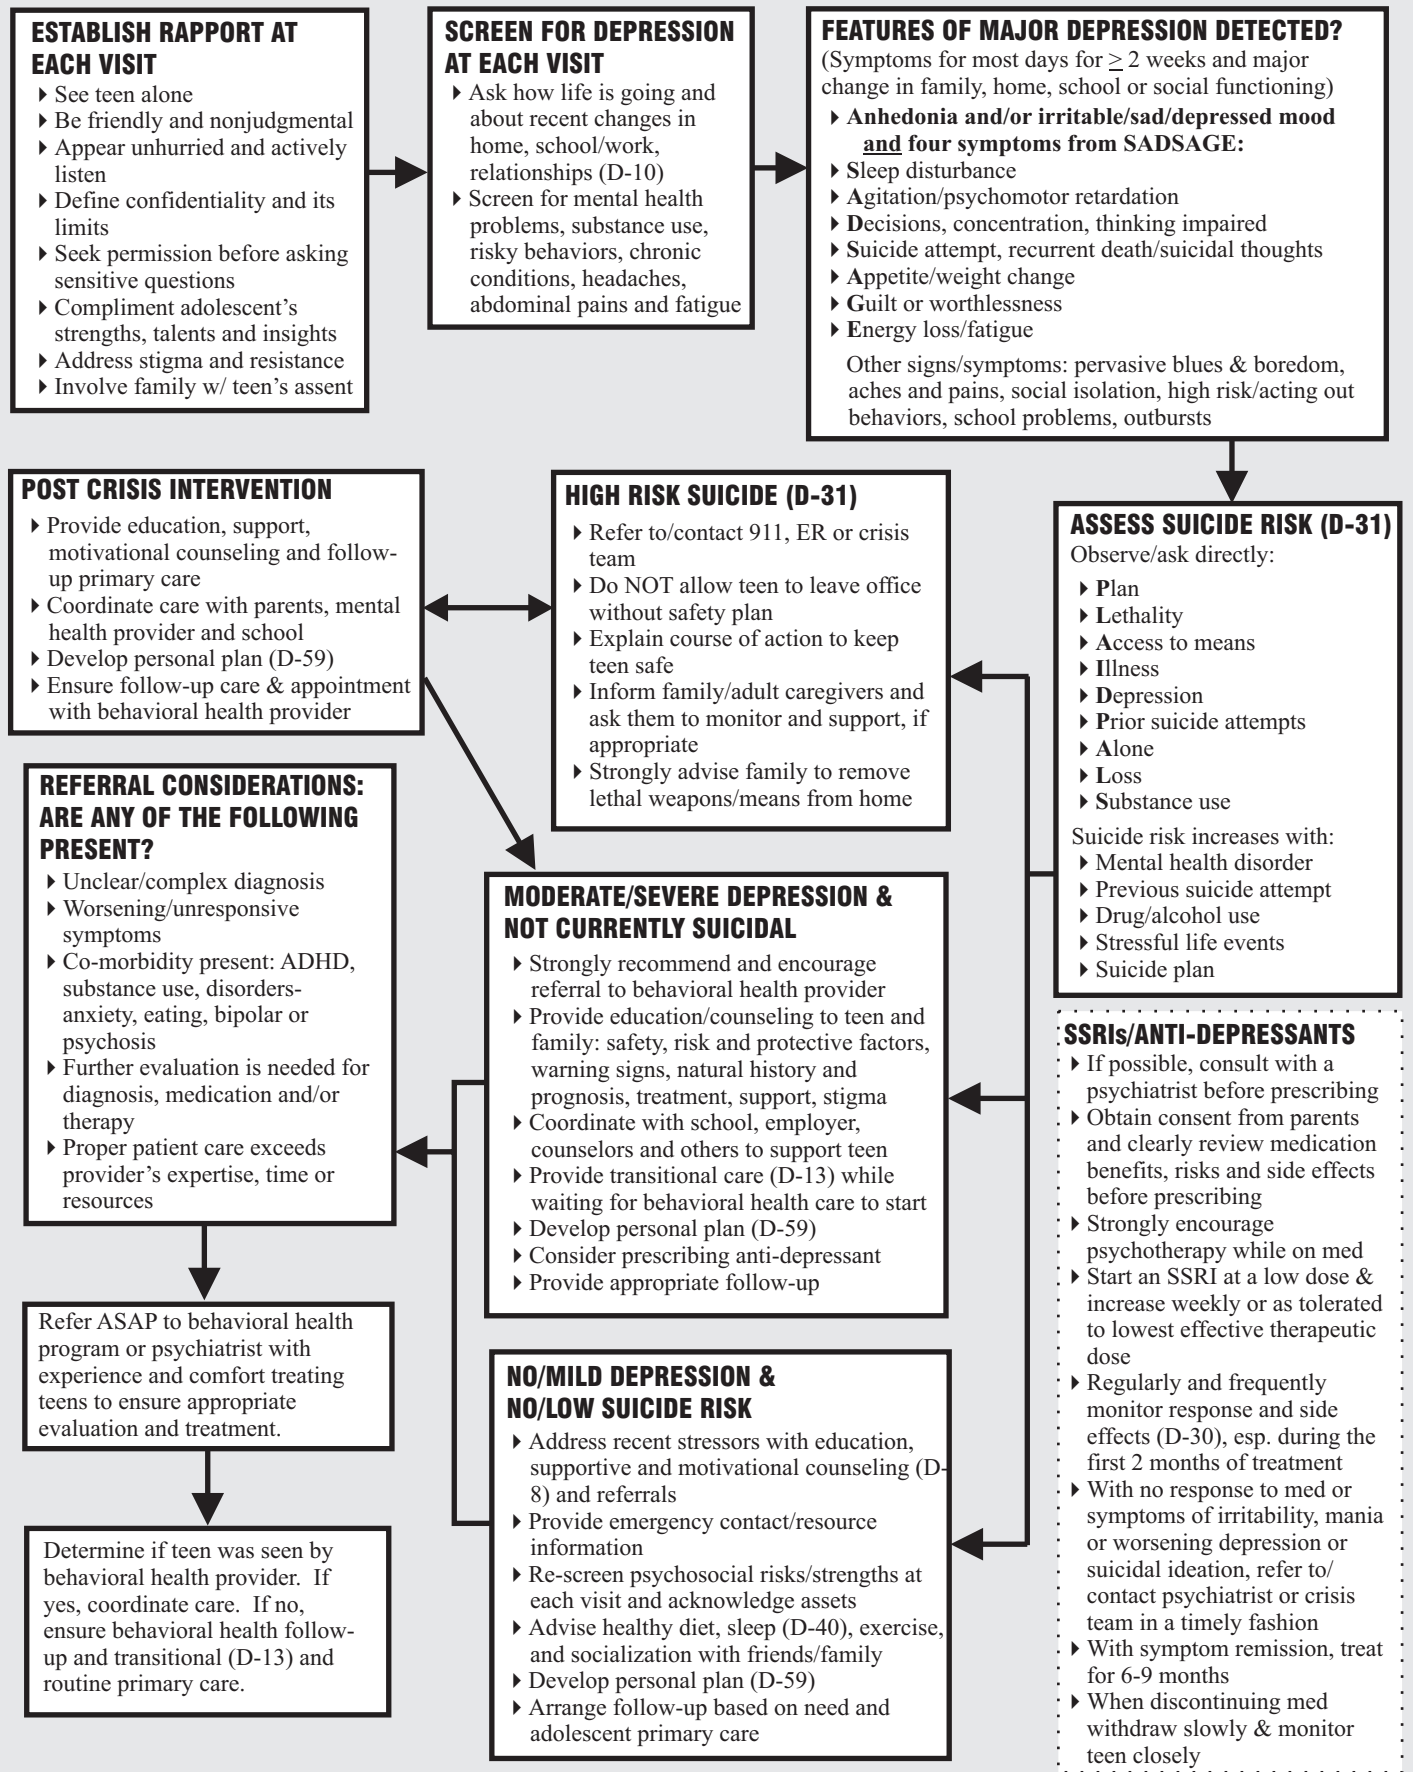 ESTABLISH RAPPORT AT
EACH VISIT
See teen alone
Be friendly and nonjudgmental
Appear unhurried and actively
listen
Define confidentiality and its
limits
Seek permission before asking
sensitive questions
Compliment adolescent's
strengths, talents and insights
Address stigma and resistance
Involve family w/ teen's assent
SCREEN FOR DEPRESSION
AT EACH VISIT
Ask how life is going and
about recent changes in
home, school/work,
relationships (D-10)
Screen for mental health
problems, substance use,
risky behaviors, chronic
conditions, headaches,
abdominal pains and fatigue
FEATURES OF MAJOR DEPRESSION DETECTED?
(Symptoms for most days for ≥ 2 weeks and major
change in family, home, school or social functioning)
Anhedonia and/or irritable/sad/depressed mood
and four symptoms from SADSAGE:
Sleep disturbance
Agitation/psychomotor retardation
Decisions, concentration, thinking impaired
Suicide attempt, recurrent death/suicidal thoughts
Appetite/weight change
Guilt or worthlessness
Energy loss/fatigue
Other signs/symptoms: pervasive blues & boredom,
aches and pains, social isolation, high risk/acting out
behaviors, school problems, outbursts
POST CRISIS INTERVENTION
Provide education, support,
motivational counseling and follow-
up primary care
Coordinate care with parents, mental
health provider and school
Develop personal plan (D-59)
Ensure follow-up care & appointment
with behavioral health provider
HIGH RISK SUICIDE (D-31)
Refer to/contact 911, ER or crisis
team
Do NOT allow teen to leave office
without safety plan
Explain course of action to keep
teen safe
Inform family/adult caregivers and
ask them to monitor and support, if
appropriate
Strongly advise family to remove
lethal weapons/means from home
ASSESS SUICIDE RISK (D-31)
Observe/ask directly:
Plan
Lethality
Access to means
Illness
Depression
Prior suicide attempts
Alone
Loss
Substance use
Suicide risk increases with:
Mental health disorder
Previous suicide attempt
Drug/alcohol use
Stressful life events
Suicide plan
REFERRAL CONSIDERATIONS:
ARE ANY OF THE FOLLOWING
PRESENT?
Unclear/complex diagnosis
Worsening/unresponsive
symptoms
Co-morbidity present: ADHD,
substance use, disorders-
anxiety, eating, bipolar or
psychosis
Further evaluation is needed for
diagnosis, medication and/or
therapy
Proper patient care exceeds
provider's expertise, time or
resources
MODERATE/SEVERE DEPRESSION &
NOT CURRENTLY SUICIDAL
Strongly recommend and encourage
referral to behavioral health provider
Provide education/counseling to teen and
family: safety, risk and protective factors,
warning signs, natural history and
prognosis, treatment, support, stigma
Coordinate with school, employer,
counselors and others to support teen
Provide transitional care (D-13) while
waiting for behavioral health care to start
Develop personal plan (D-59)
Consider prescribing anti-depressant
Provide appropriate follow-up
SSRIs/ANTI-DEPRESSANTS
If possible, consult with a
psychiatrist before prescribing
Obtain consent from parents
and clearly review medication
benefits, risks and side effects
before prescribing
Strongly encourage
psychotherapy while on med
Start an SSRI at a low dose &
increase weekly or as tolerated
to lowest effective therapeutic
dose
Regularly and frequently
monitor response and side
effects (D-30), esp. during the
first 2 months of treatment
With no response to med or
symptoms of irritability, mania
or worsening depression or
suicidal ideation, refer to/
contact psychiatrist or crisis
team in a timely fashion
With symptom remission, treat
for 6-9 months
When discontinuing med
withdraw slowly & monitor
teen closely
Refer ASAP to behavioral health
program or psychiatrist with
experience and comfort treating
teens to ensure appropriate
evaluation and treatment.
NO/MILD DEPRESSION &
NO/LOW SUICIDE RISK
Address recent stressors with education,
supportive and motivational counseling (D-
8) and referrals
Provide emergency contact/resource
information
Re-screen psychosocial risks/strengths at
each visit and acknowledge assets
Advise healthy diet, sleep (D-40), exercise,
and socialization with friends/family
Develop personal plan (D-59)
Arrange follow-up based on need and
adolescent primary care
Determine if teen was seen by
behavioral health provider. If
yes, coordinate care. If no,
ensure behavioral health follow-
up and transitional (D-13) and
routine primary care.